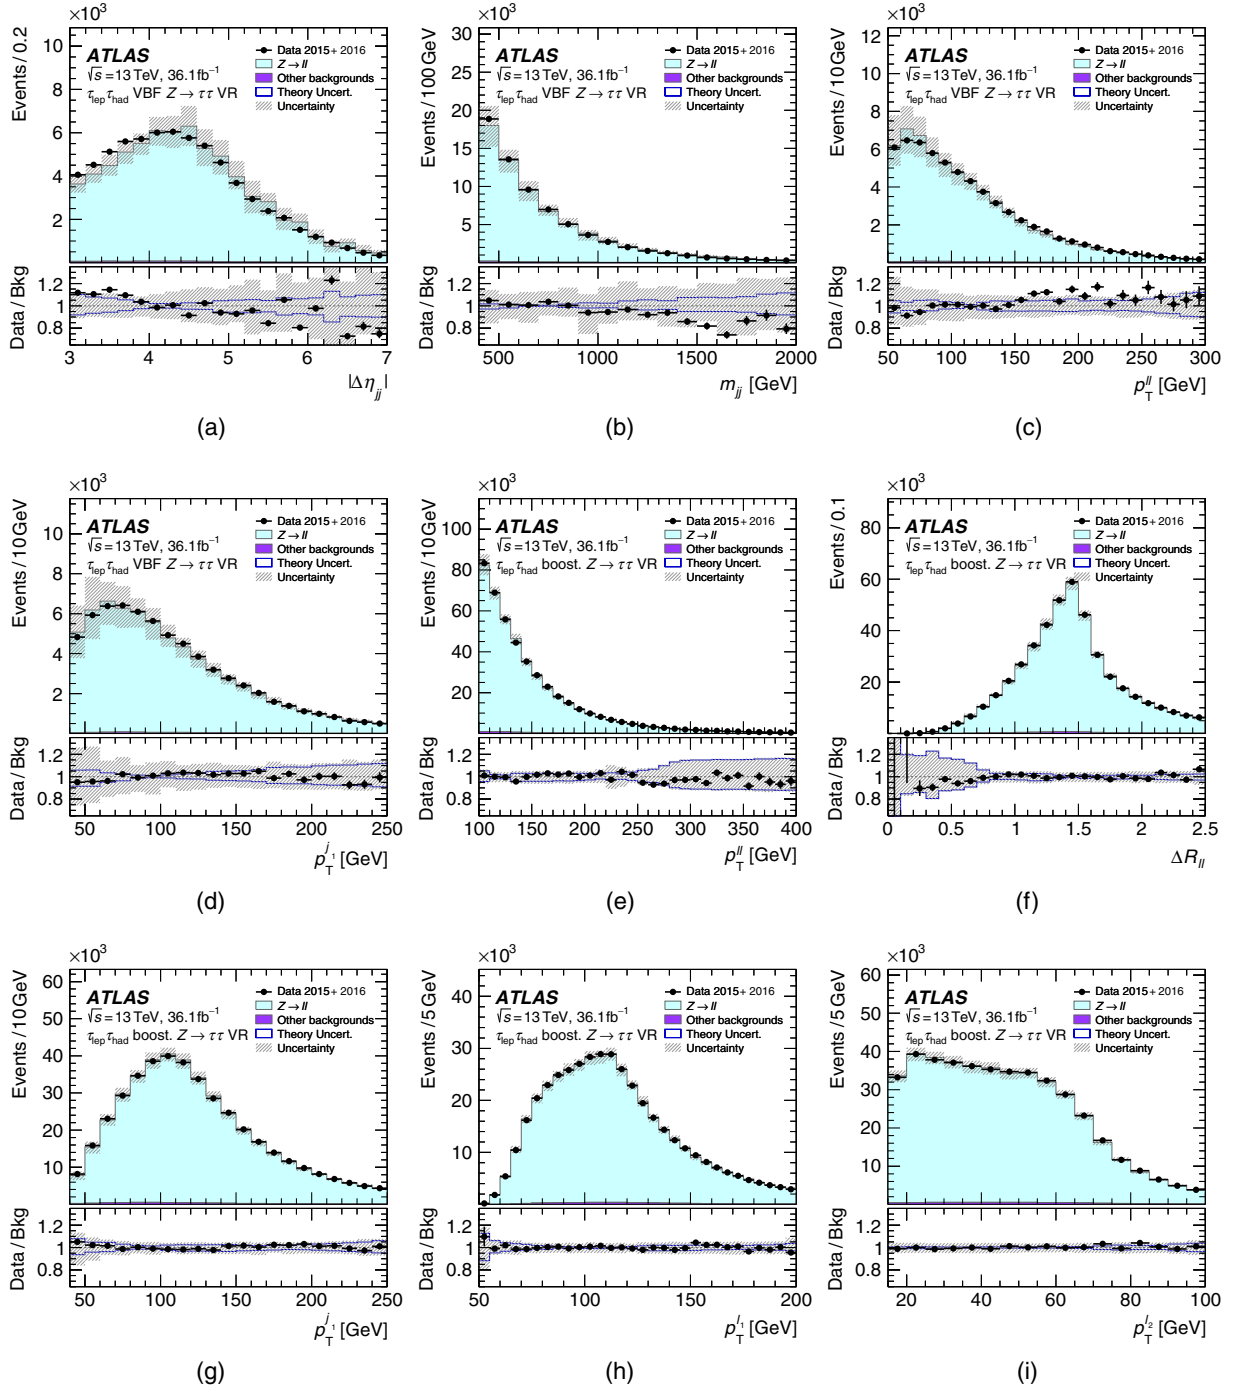 ×10³
Events / 0.2
ATLAS
√s = 13 TeV, 36.1 fb⁻¹
τlep τhad VBF Z → ττ VR
Data 2015 + 2016
Z → ll
Other backgrounds
Theory Uncert.
Uncertainty
10
8
6
4
2
Data / Bkg
1.2
1
0.8
3 4 5 6 7
|Δηjj|
(a)
×10³
Events / 100 GeV
ATLAS
√s = 13 TeV, 36.1 fb⁻¹
τlep τhad VBF Z → ττ VR
Data 2015 + 2016
Z → ll
Other backgrounds
Theory Uncert.
Uncertainty
30
25
20
15
10
5
Data / Bkg
1.2
1
0.8
500 1000 1500 2000
mjj [GeV]
(b)
×10³
Events / 10 GeV
ATLAS
√s = 13 TeV, 36.1 fb⁻¹
τlep τhad VBF Z → ττ VR
Data 2015 + 2016
Z → ll
Other backgrounds
Theory Uncert.
Uncertainty
12
10
8
6
4
2
Data / Bkg
1.2
1
0.8
50 100 150 200 250 300
pTll [GeV]
(c)
×10³
Events / 10 GeV
ATLAS
√s = 13 TeV, 36.1 fb⁻¹
τlep τhad VBF Z → ττ VR
Data 2015 + 2016
Z → ll
Other backgrounds
Theory Uncert.
Uncertainty
10
8
6
4
2
Data / Bkg
1.2
1
0.8
50 100 150 200 250
pTj1 [GeV]
(d)
×10³
Events / 10 GeV
ATLAS
√s = 13 TeV, 36.1 fb⁻¹
τlep τhad boost. Z → ττ VR
Data 2015 + 2016
Z → ll
Other backgrounds
Theory Uncert.
Uncertainty
100
80
60
40
20
Data / Bkg
1.2
1
0.8
100 150 200 250 300 350 400
pTll [GeV]
(e)
×10³
Events / 0.1
ATLAS
√s = 13 TeV, 36.1 fb⁻¹
τlep τhad boost. Z → ττ VR
Data 2015 + 2016
Z → ll
Other backgrounds
Theory Uncert.
Uncertainty
80
60
40
20
Data / Bkg
1.2
1
0.8
0 0.5 1 1.5 2 2.5
ΔRll
(f)
×10³
Events / 10 GeV
ATLAS
√s = 13 TeV, 36.1 fb⁻¹
τlep τhad boost. Z → ττ VR
Data 2015 + 2016
Z → ll
Other backgrounds
Theory Uncert.
Uncertainty
60
50
40
30
20
10
Data / Bkg
1.2
1
0.8
50 100 150 200 250
pTj1 [GeV]
(g)
×10³
Events / 5 GeV
ATLAS
√s = 13 TeV, 36.1 fb⁻¹
τlep τhad boost. Z → ττ VR
Data 2015 + 2016
Z → ll
Other backgrounds
Theory Uncert.
Uncertainty
40
30
20
10
Data / Bkg
1.2
1
0.8
50 100 150 200
pTl1 [GeV]
(h)
×10³
Events / 5 GeV
ATLAS
√s = 13 TeV, 36.1 fb⁻¹
τlep τhad boost. Z → ττ VR
Data 2015 + 2016
Z → ll
Other backgrounds
Theory Uncert.
Uncertainty
60
50
40
30
20
10
Data / Bkg
1.2
1
0.8
20 40 60 80 100
pTl2 [GeV]
(i)